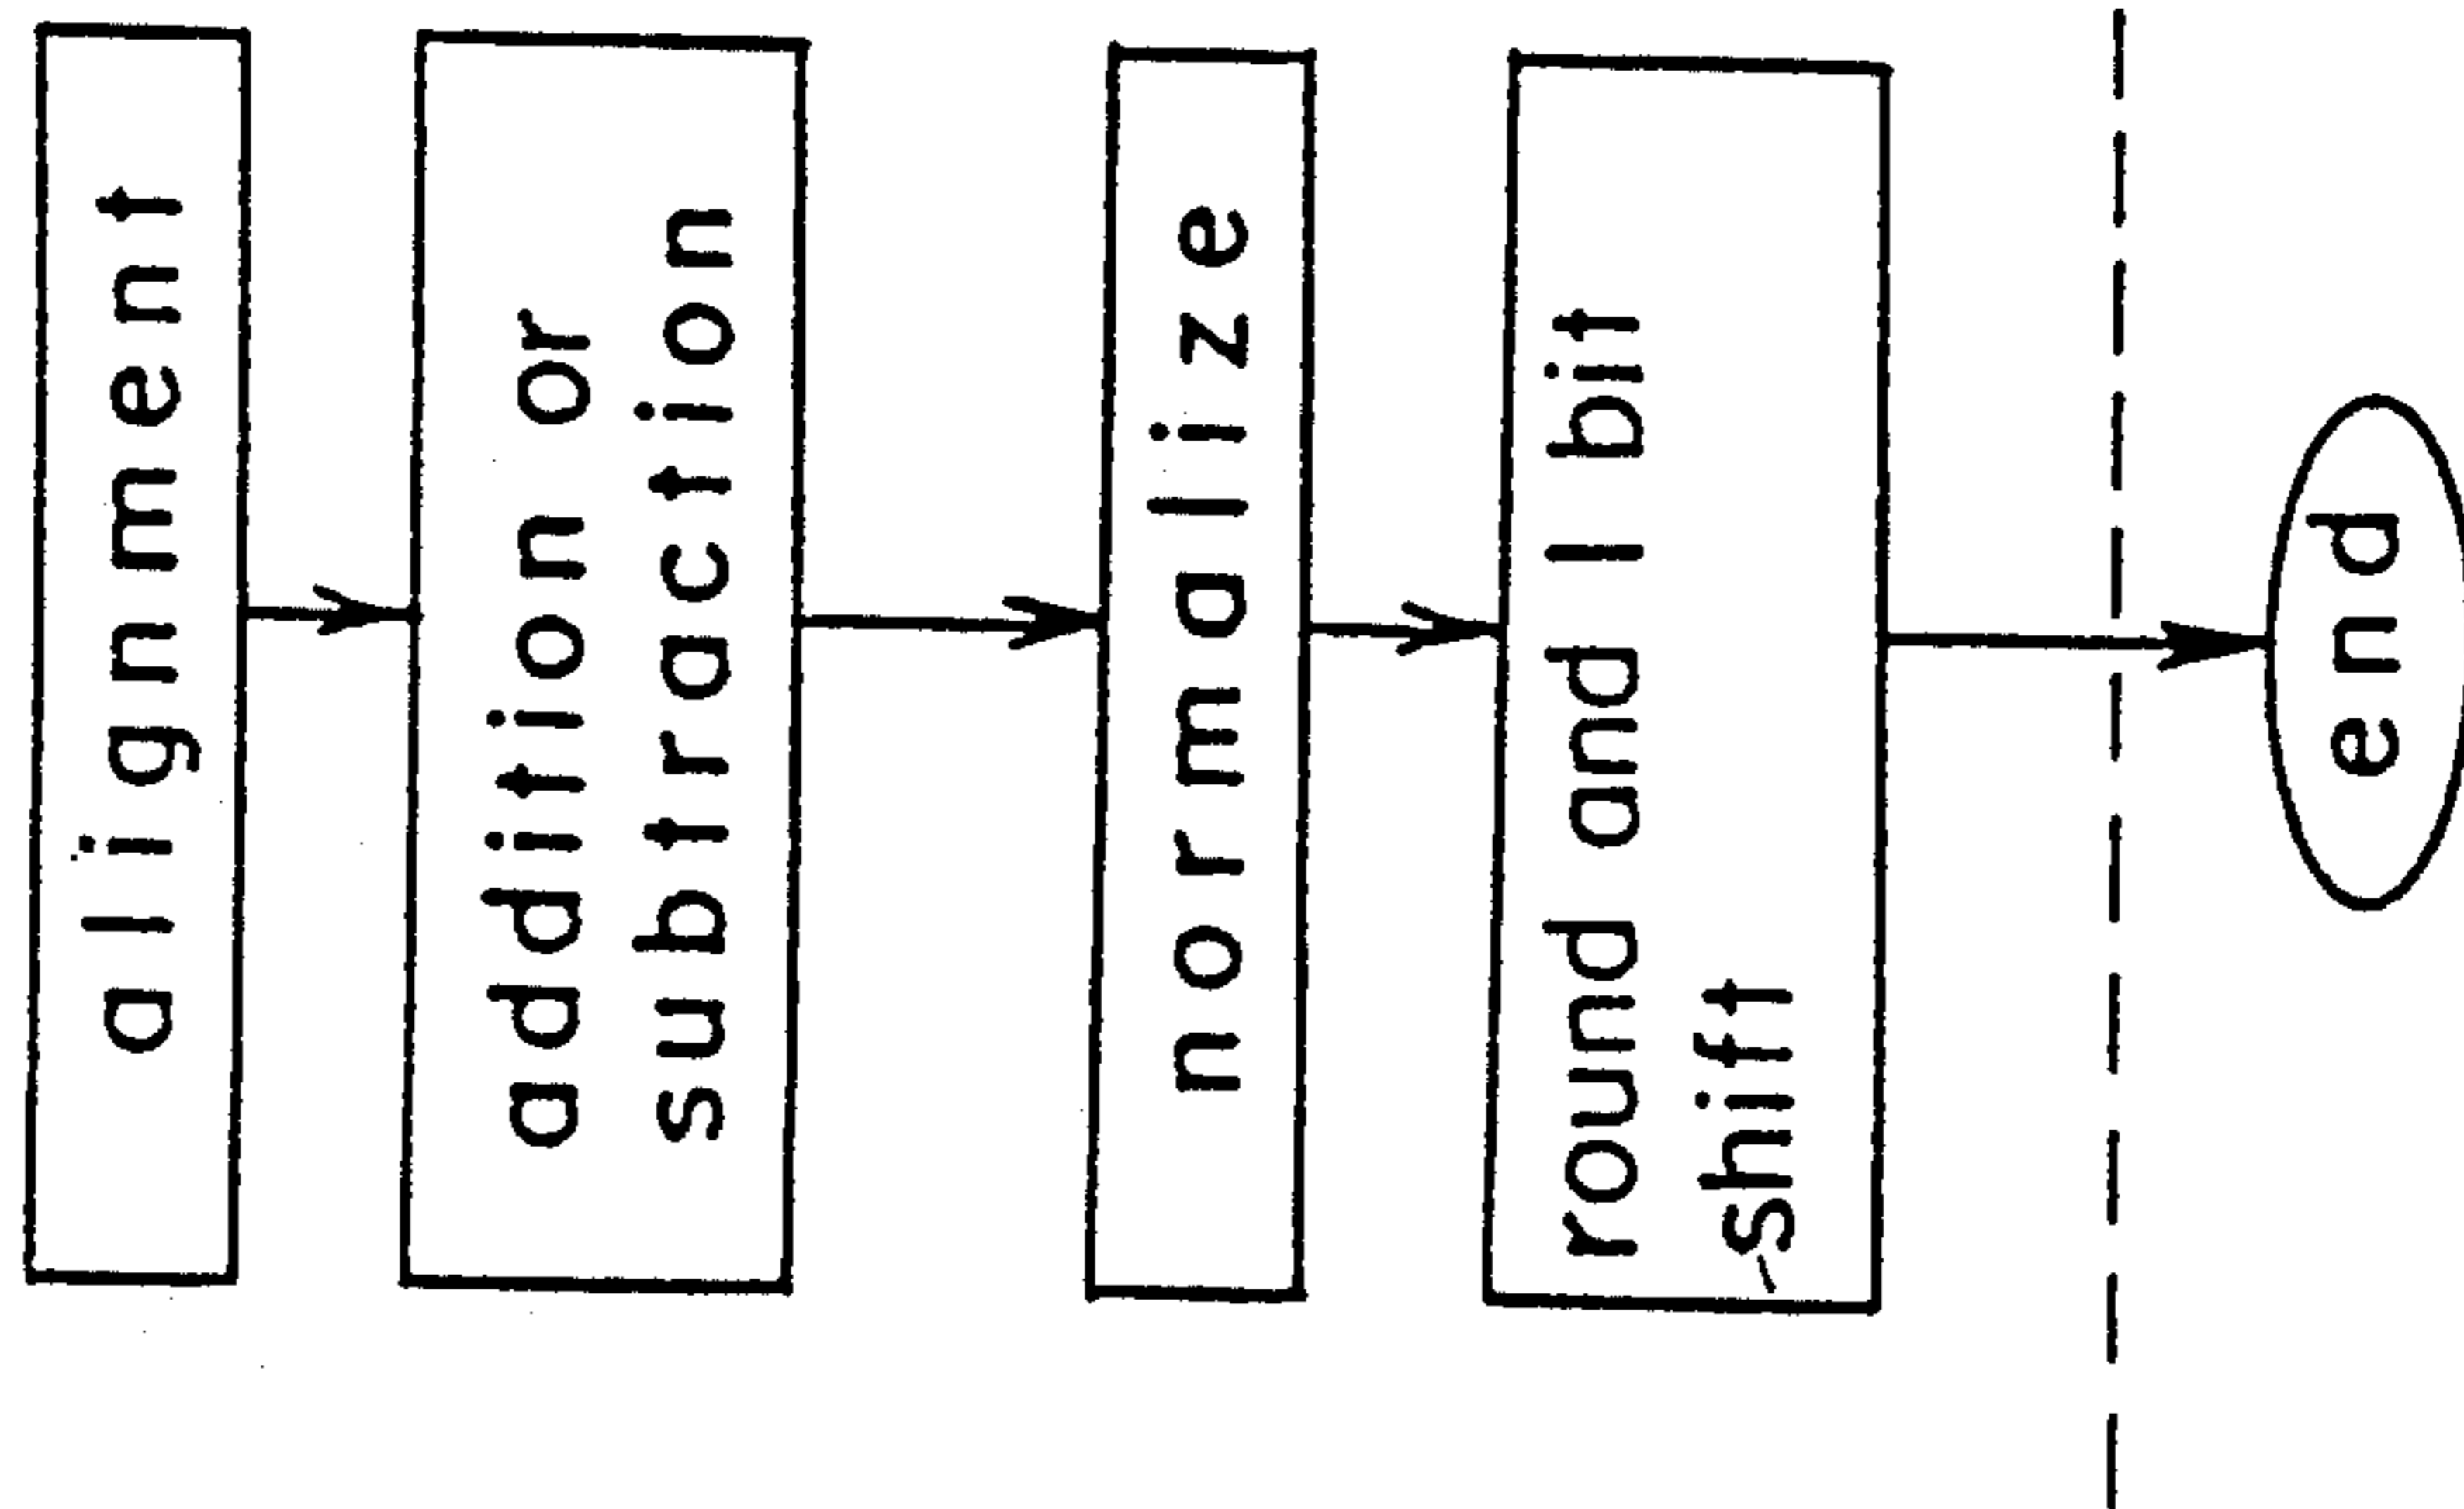 alignment
addition or
subtraction
normalize
round and 1 bit
shift
end